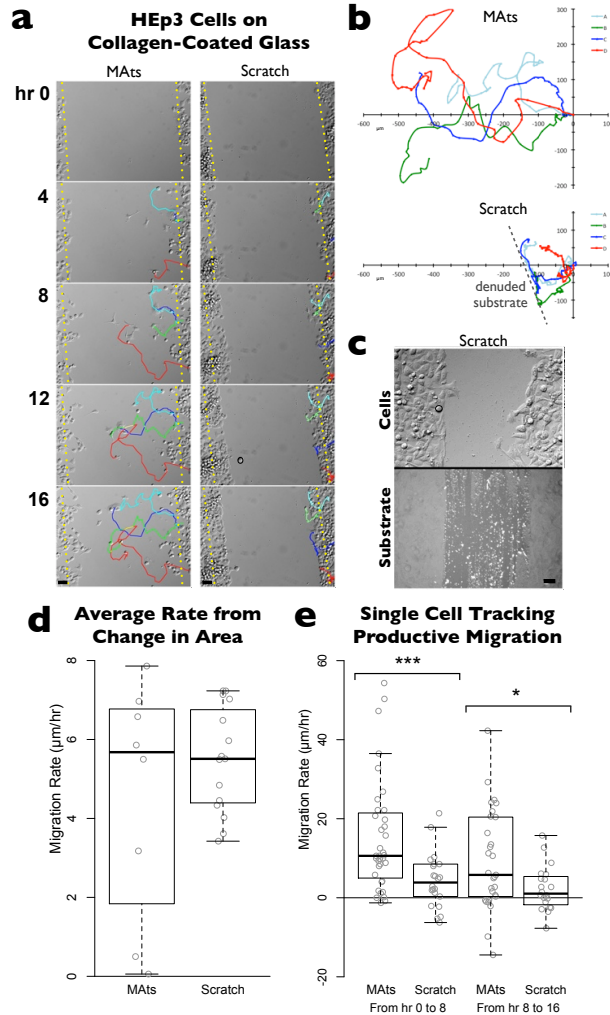 a
HEp3 Cells on
Collagen-Coated Glass
MAts
Scratch
hr 0
4
8
12
16
b
MAts
300
200
100
-600
-500
-400
-300
-200
-100
0
µm
-100
-200
A
B
C
D
Scratch
100
-600
-500
-400
-300
-200
-100
0
µm
-100
denuded
substrate
A
B
C
D
c
Scratch
Cells
Substrate
d
Average Rate from
Change in Area
Migration Rate (µm/hr)
8
6
4
2
0
MAts
Scratch
e
Single Cell Tracking
Productive Migration
Migration Rate (µm/hr)
60
40
20
0
-20
***
*
MAts
Scratch
MAts
Scratch
From hr 0 to 8
From hr 8 to 16